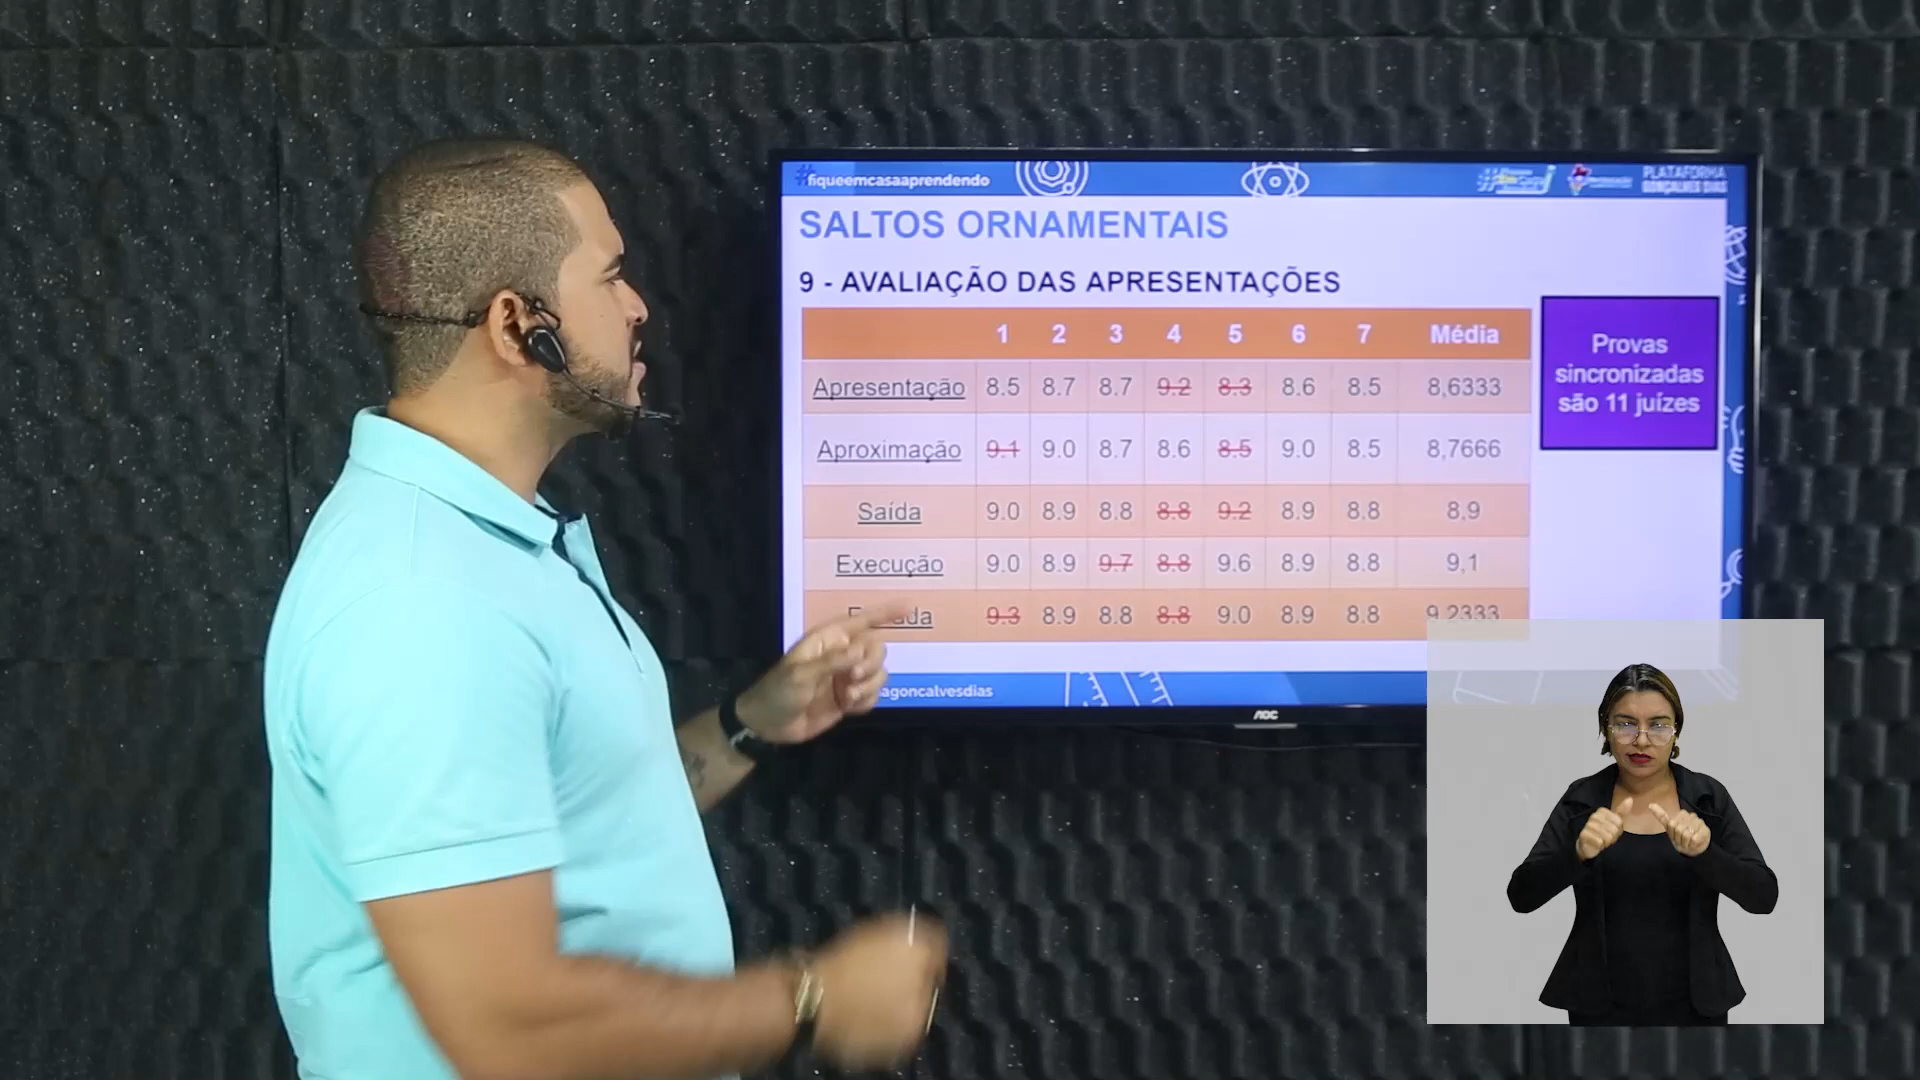 #fiqueemcasaaprendendo
PLATAFORMA
GONÇALVES DIAS
SALTOS ORNAMENTAIS
9 - AVALIAÇÃO DAS APRESENTAÇÕES
1 2 3 4 5 6 7 Média
Apresentação 8.5 8.7 8.7 9.2 8.3 8.6 8.5 8,6333
Aproximação 9.1 9.0 8.7 8.6 8.5 9.0 8.5 8,7666
Saída 9.0 8.9 8.8 8.8 9.2 8.9 8.8 8,9
Execução 9.0 8.9 9.7 8.8 9.6 8.9 8.8 9,1
9.3 8.9 8.8 8.8 9.0 8.9 8.8 9,2333
Provas
sincronizadas
são 11 juízes
agoncalvesdias
AOC